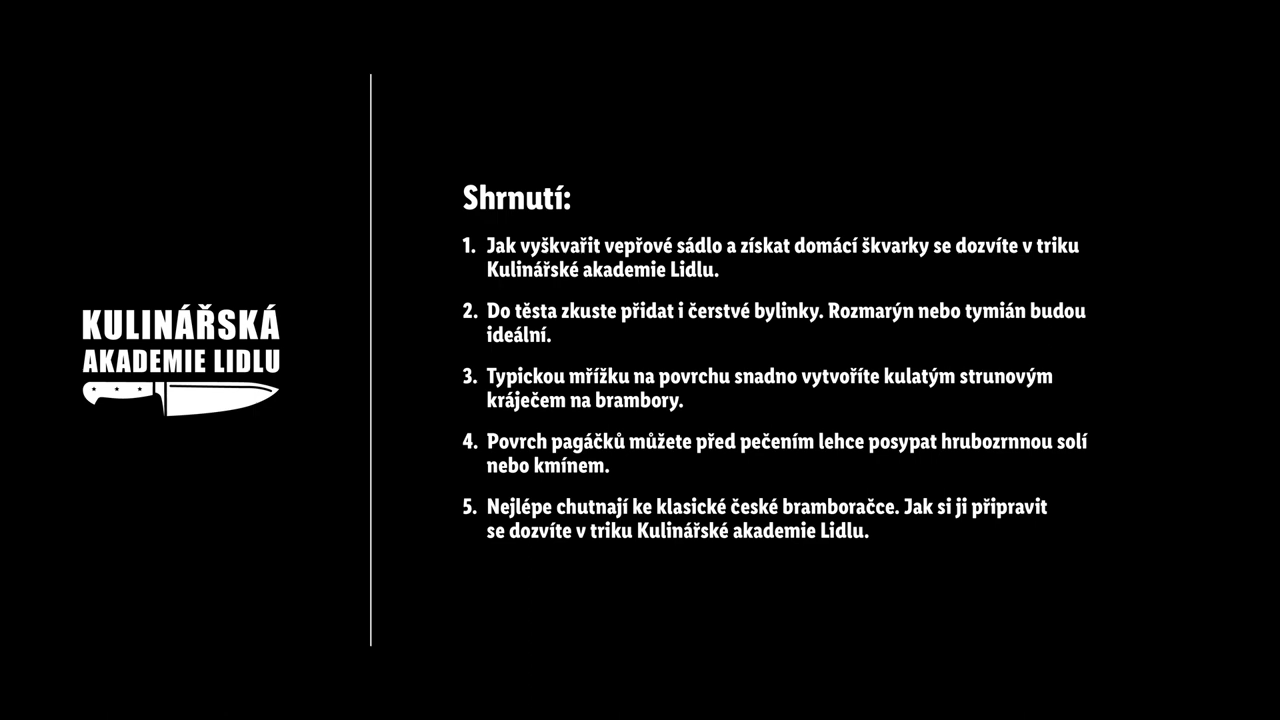 KULINÁŘSKÁ
AKADEMIE LIDLU
Shrnutí:
1. Jak vyškvařit vepřové sádlo a získat domácí škvarky se dozvíte v triku
Kulinářské akademie Lidlu.
2. Do těsta zkuste přidat i čerstvé bylinky. Rozmarýn nebo tymián budou
ideální.
3. Typickou mřížku na povrchu snadno vytvoříte kulatým strunovým
kráječem na brambory.
4. Povrch pagáčků můžete před pečením lehce posypat hrubozrnnou solí
nebo kmínem.
5. Nejlépe chutnají ke klasické české bramboračce. Jak si ji připravit
se dozvíte v triku Kulinářské akademie Lidlu.